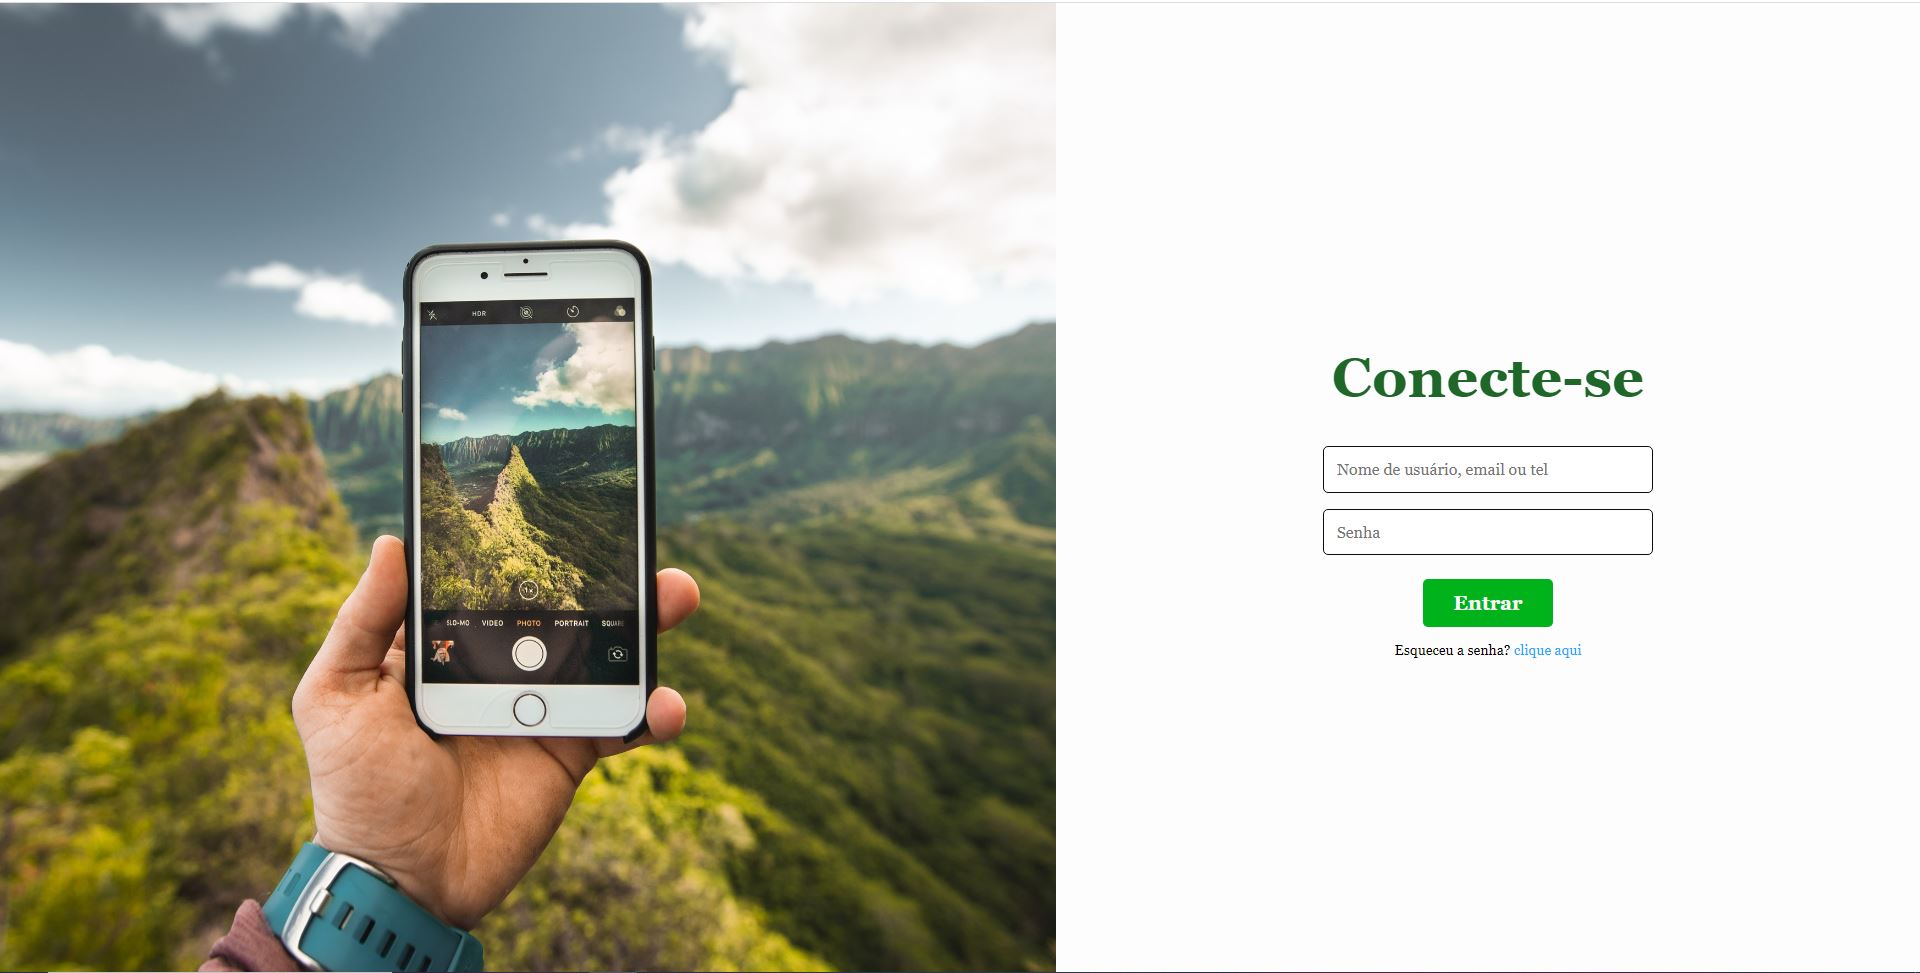 HDR
1x
SLO-MO VIDEO PHOTO PORTRAIT SQUARE
Conecte-se
Nome de usuário, email ou tel
Senha
Entrar
Esqueceu a senha? clique aqui